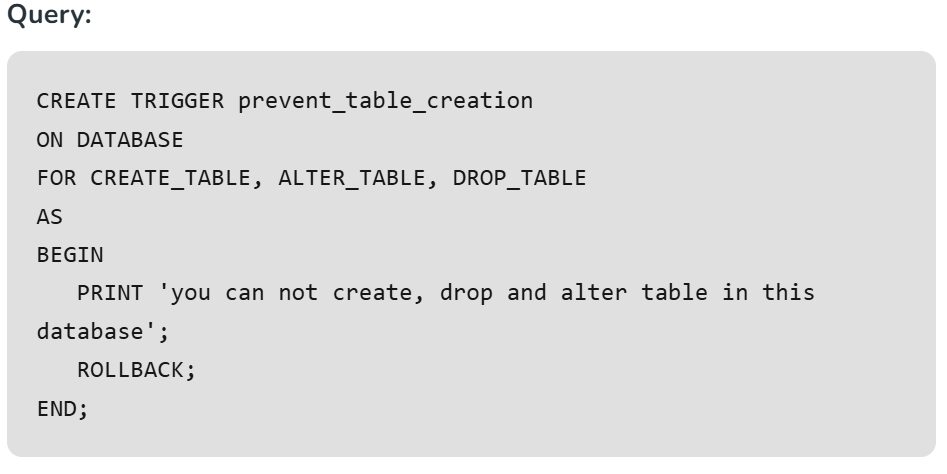 Query:
CREATE TRIGGER prevent_table_creation
ON DATABASE
FOR CREATE_TABLE, ALTER_TABLE, DROP_TABLE
AS
BEGIN
   PRINT 'you can not create, drop and alter table in this
database';
   ROLLBACK;
END;